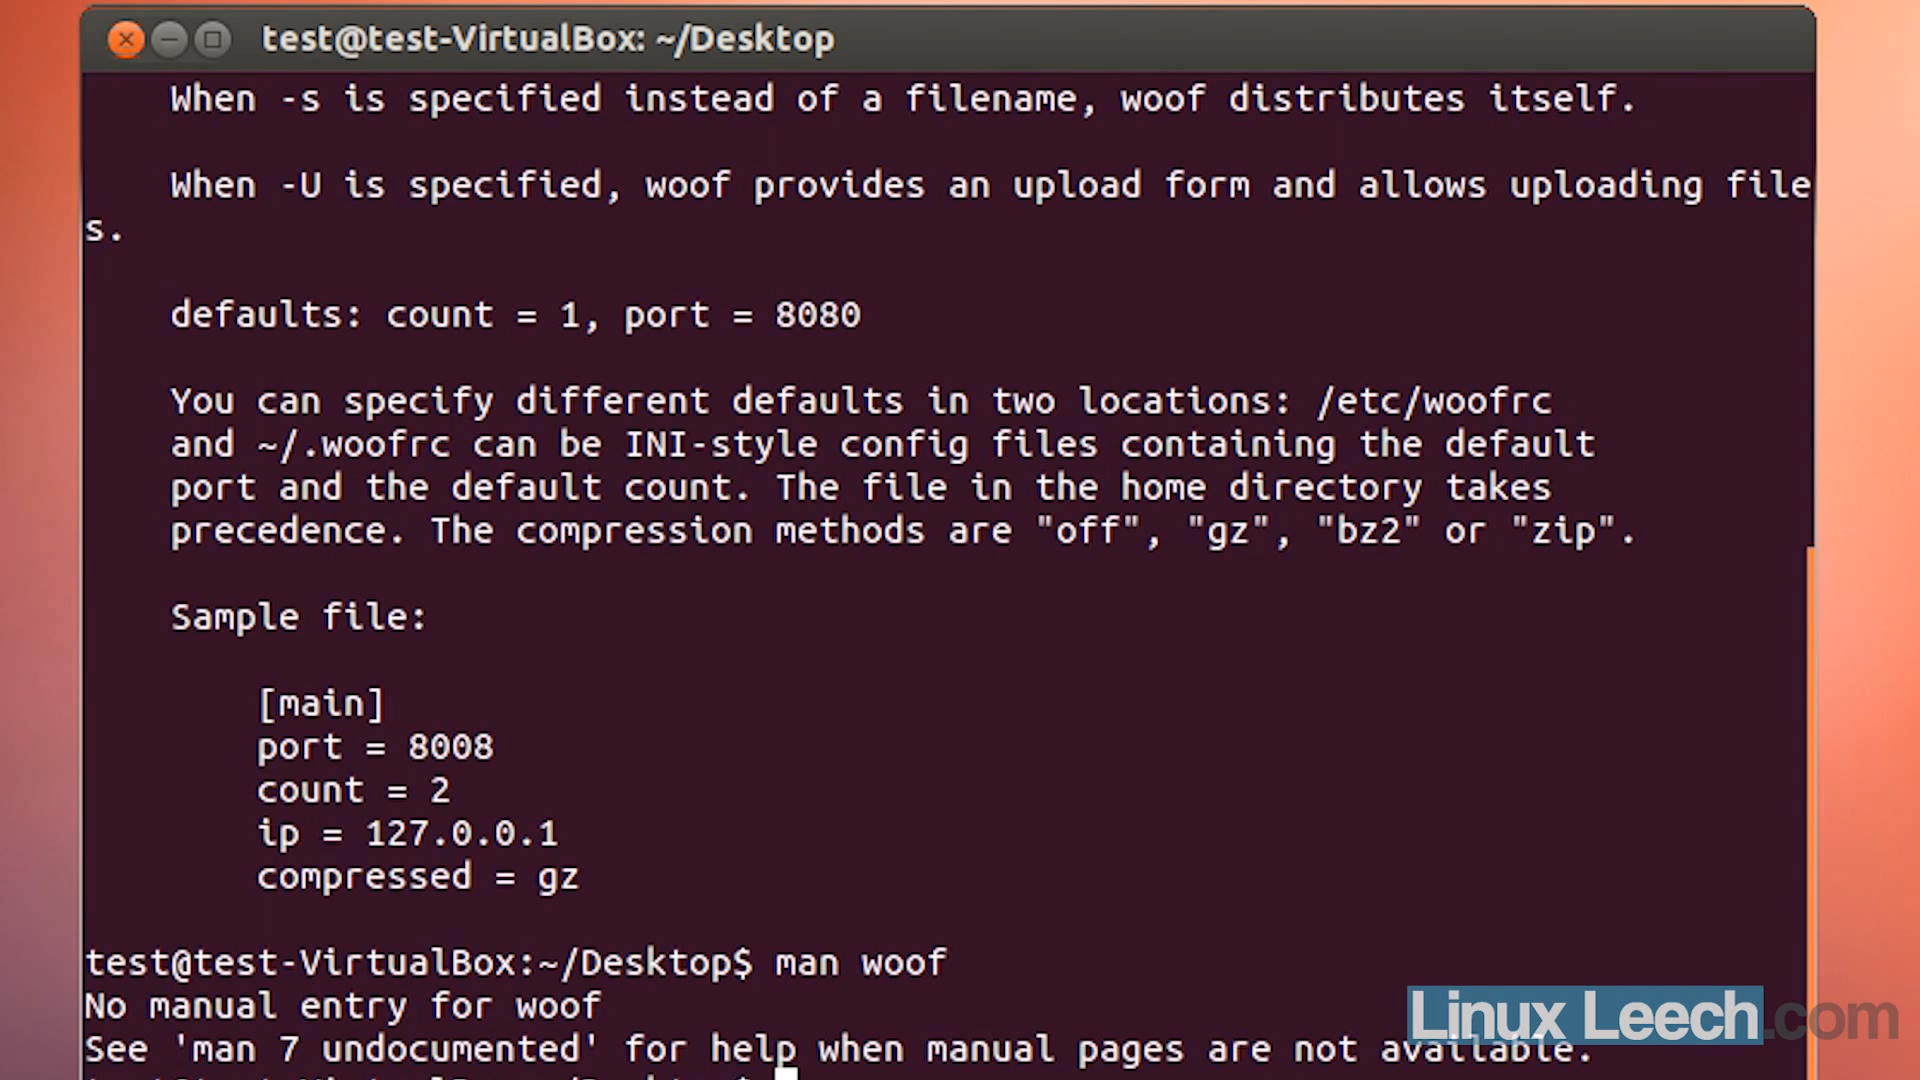 test@test-VirtualBox: ~/Desktop
When -s is specified instead of a filename, woof distributes itself.
When -U is specified, woof provides an upload form and allows uploading file
s.
defaults: count = 1, port = 8080
You can specify different defaults in two locations: /etc/woofrc
and ~/.woofrc can be INI-style config files containing the default
port and the default count. The file in the home directory takes
precedence. The compression methods are "off", "gz", "bz2" or "zip".
Sample file:
[main]
port = 8008
count = 2
ip = 127.0.0.1
compressed = gz
test@test-VirtualBox:~/Desktop$ man woof
No manual entry for woof
See 'man 7 undocumented' for help when manual pages are not available.
Linux Leech.com